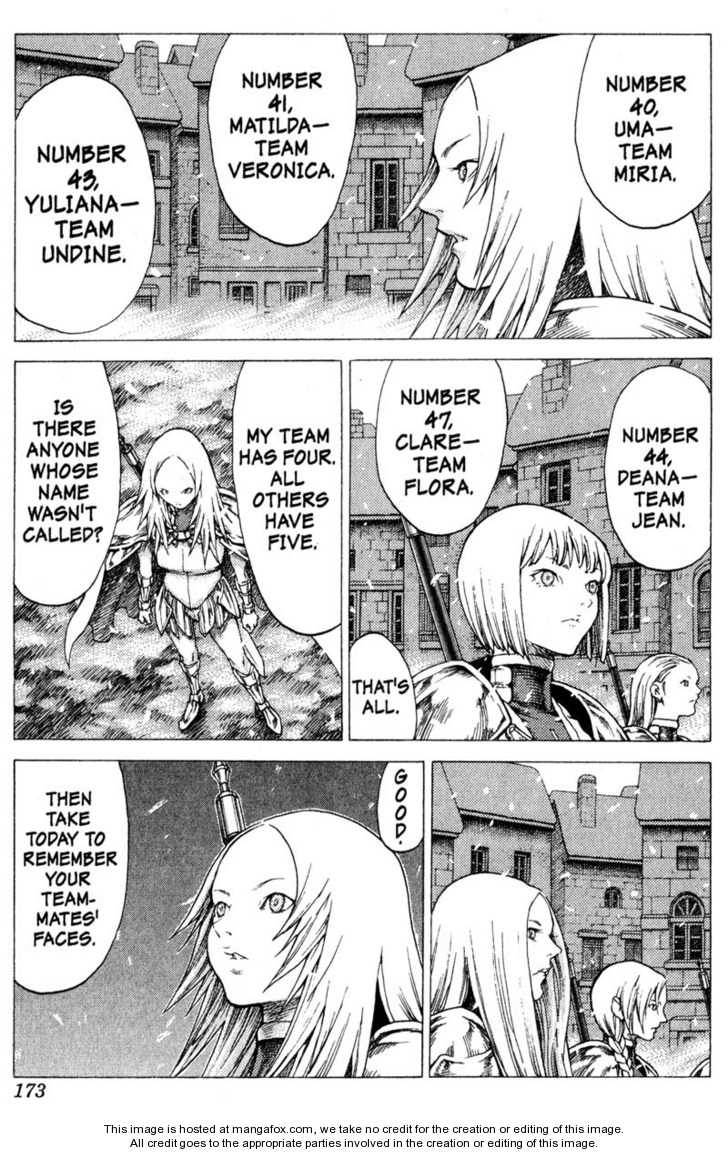 NUMBER
40,
UMA—
TEAM
MIRIA.
NUMBER
41,
MATILDA—
TEAM
VERONICA.
NUMBER
43,
YULIANA—
TEAM
UNDINE.
NUMBER
44,
DEANA—
TEAM
JEAN.
NUMBER
47,
CLARE—
TEAM
FLORA.
THAT'S
ALL.
MY TEAM
HAS FOUR.
ALL
OTHERS
HAVE
FIVE.
IS
THERE
ANYONE
WHOSE
NAME
WASN'T
CALLED?
GOOD.
THEN
TAKE
TODAY TO
REMEMBER
YOUR
TEAM-
MATES'
FACES.
173
This image is hosted at mangafox.com, we take no credit for the creation or editing of this image.
All credit goes to the appropriate parties involved in the creation or editing of this image.